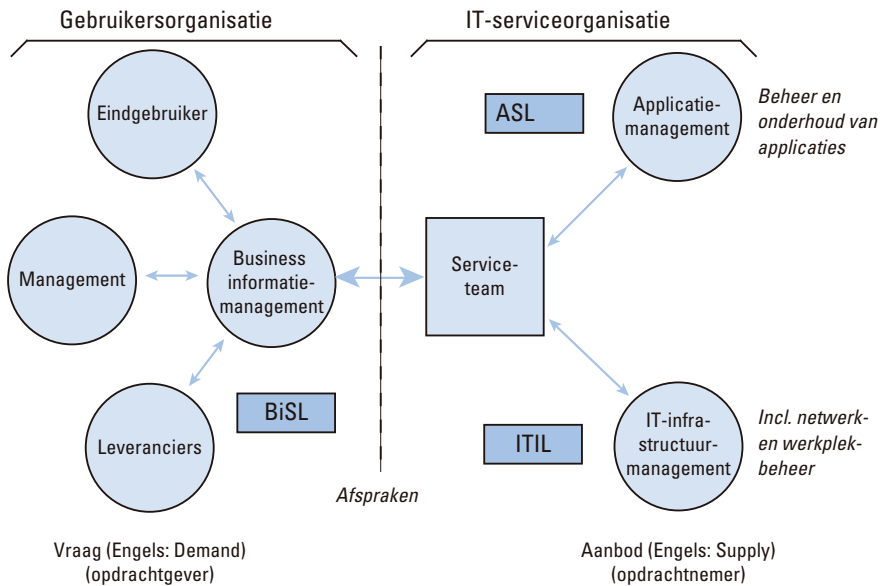 Gebruikersorganisatie
IT-serviceorganisatie
Eindgebruiker
ASL
Applicatie-
management
Beheer en
onderhoud van
applicaties
Management
Business
informatie-
management
Service-
team
Leveranciers
BiSL
ITIL
IT-infra-
structuur-
management
Incl. netwerk-
en werkplek-
beheer
Afspraken
Vraag (Engels: Demand)
(opdrachtgever)
Aanbod (Engels: Supply)
(opdrachtnemer)